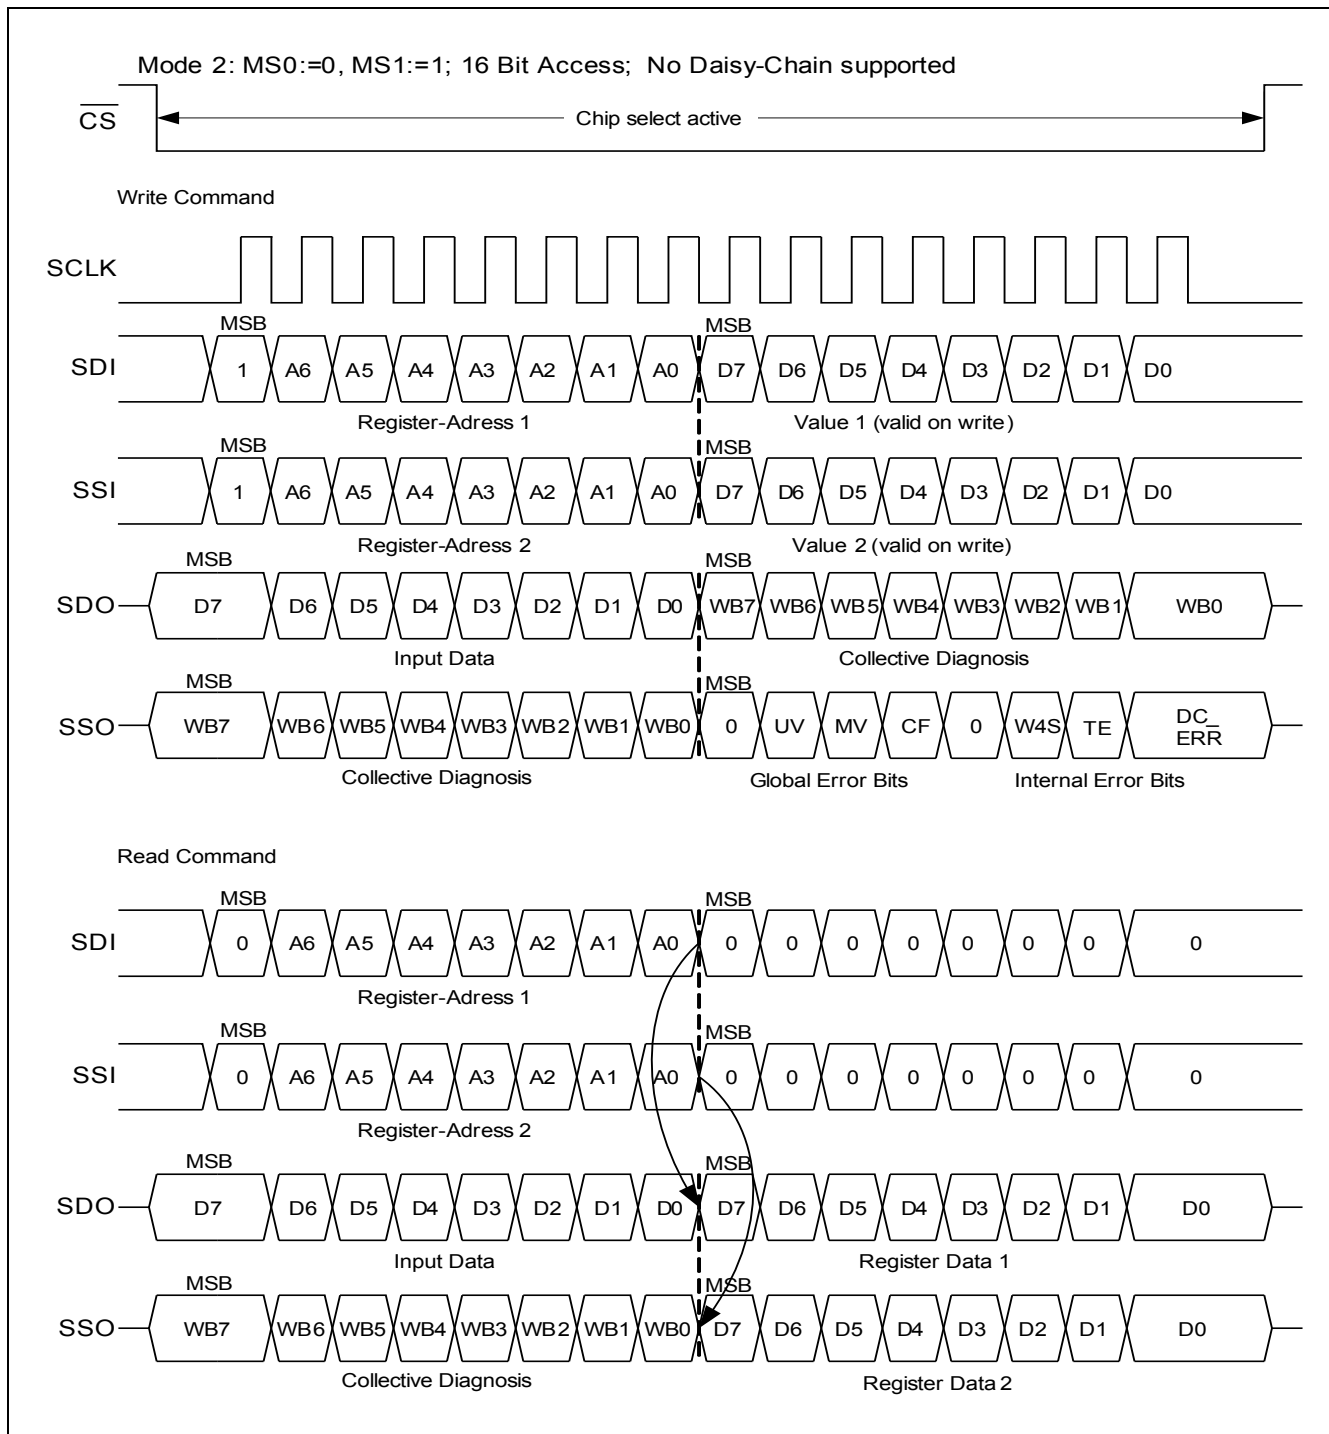 Mode 2: MS0:=0, MS1:=1; 16 Bit Access; No Daisy-Chain supported
CS
Chip select active
Write Command
SCLK
MSB MSB
SDI 1 A6 A5 A4 A3 A2 A1 A0 D7 D6 D5 D4 D3 D2 D1 D0
Register-Adress 1 Value 1 (valid on write)
MSB MSB
SSI 1 A6 A5 A4 A3 A2 A1 A0 D7 D6 D5 D4 D3 D2 D1 D0
Register-Adress 2 Value 2 (valid on write)
MSB MSB
SDO D7 D6 D5 D4 D3 D2 D1 D0 WB7 WB6 WB5 WB4 WB3 WB2 WB1 WB0
Input Data Collective Diagnosis
MSB MSB
SSO WB7 WB6 WB5 WB4 WB3 WB2 WB1 WB0 0 UV MV CF 0 W4S TE DC_
ERR
Collective Diagnosis Global Error Bits Internal Error Bits
Read Command
MSB MSB
SDI 0 A6 A5 A4 A3 A2 A1 A0 0 0 0 0 0 0 0 0
Register-Adress 1
MSB MSB
SSI 0 A6 A5 A4 A3 A2 A1 A0 0 0 0 0 0 0 0 0
Register-Adress 2
MSB MSB
SDO D7 D6 D5 D4 D3 D2 D1 D0 D7 D6 D5 D4 D3 D2 D1 D0
Input Data Register Data 1
MSB MSB
SSO WB7 WB6 WB5 WB4 WB3 WB2 WB1 WB0 D7 D6 D5 D4 D3 D2 D1 D0
Collective Diagnosis Register Data 2